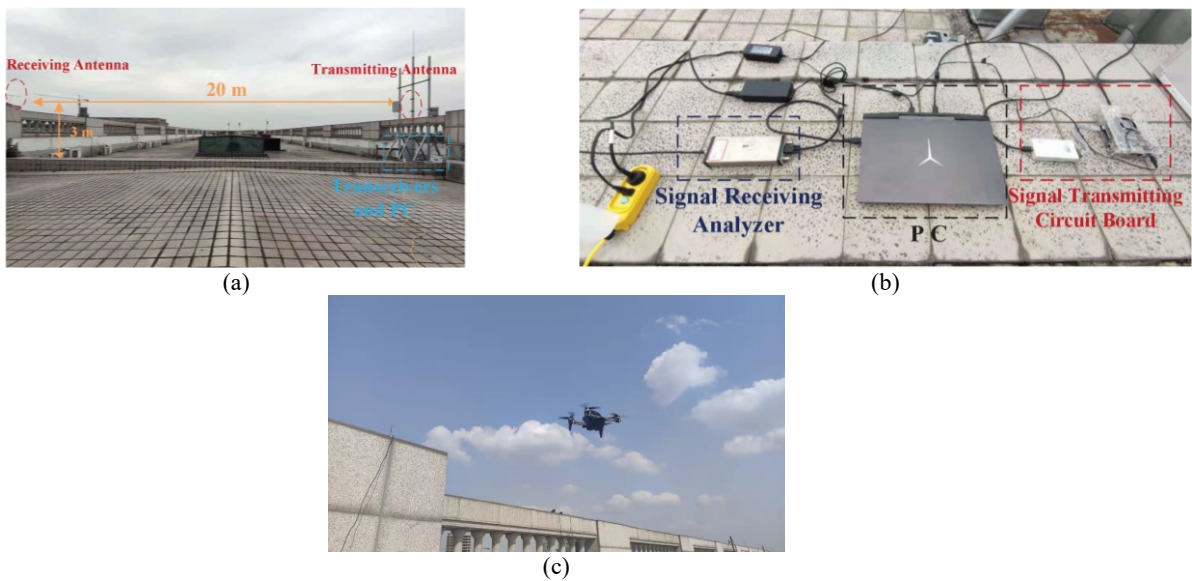 Receiving Antenna
Transmitting Antenna
20 m
3 m
Transceivers
and PC
(a)
Signal Receiving
Analyzer
P C
Signal Transmitting
Circuit Board
(b)
(c)